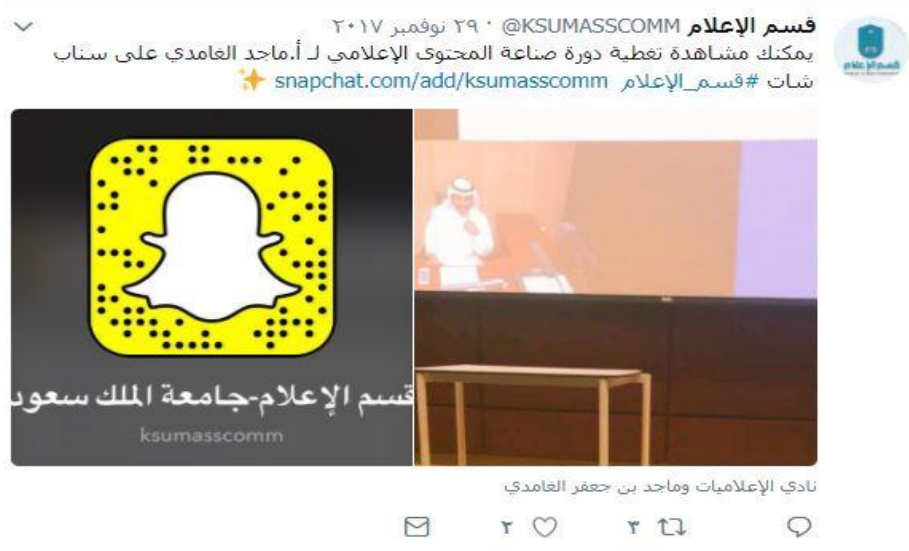 قسم الإعلام @KSUMASSCOMM · ٢٩ نوفمبر ٢٠١٧
يمكنك مشاهدة تغطية دورة صناعة المحتوى الإعلامي لـ أ.ماجد الغامدي على سناب
شات #قسم_الإعلام snapchat.com/add/ksumasscomm ✨
قسم الإعلام
قسم الإعلام-جامعة الملك سعود
ksumasscomm
نادي الإعلاميات وماجد بن جعفر الغامدي
٣ ٢